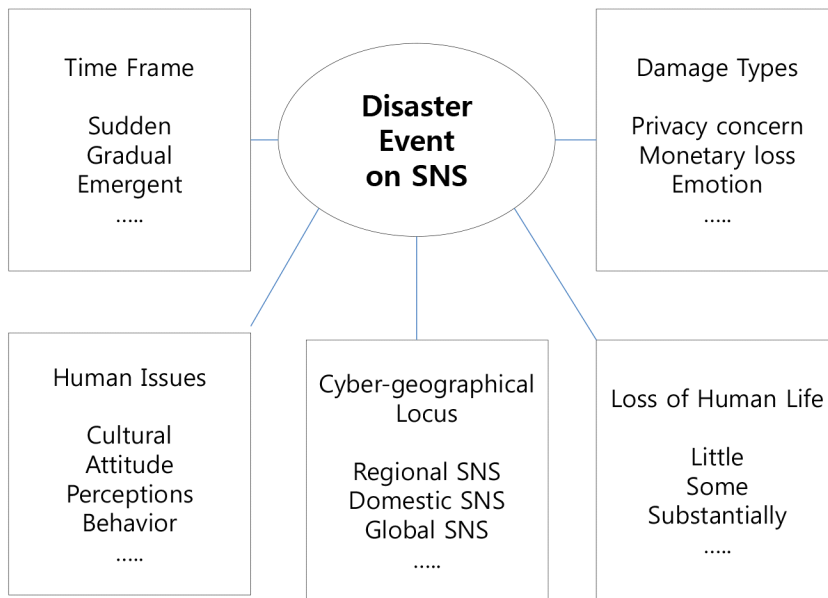 Time Frame
Sudden
Gradual
Emergent
.....
Disaster
Event
on SNS
Damage Types
Privacy concern
Monetary loss
Emotion
.....
Human Issues
Cultural
Attitude
Perceptions
Behavior
.....
Cyber-geographical
Locus
Regional SNS
Domestic SNS
Global SNS
.....
Loss of Human Life
Little
Some
Substantially
.....